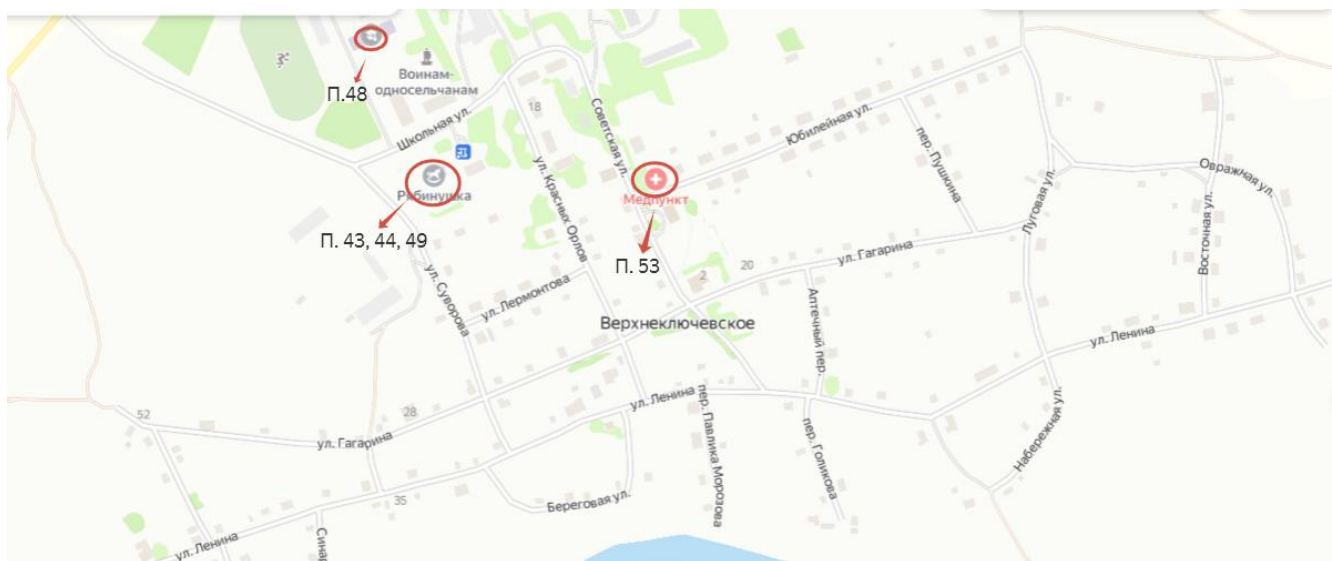 П.48
Воинам-
односельчанам
Школьная ул.
18
Советская ул.
Юбилейная ул.
пер. Пушкина
Рябинушка
Медпункт
ул. Красных Орлов
Овражная ул.
Луговая ул.
Восточная ул.
П. 43, 44, 49
П. 53
ул. Суворова
ул. Лермонтова
2
20
ул. Гагарина
Аптечный пер.
Верхнеключевское
ул. Ленина
52
28
ул. Гагарина
ул. Ленина
пер. Павлика Морозова
пер. Голикова
Набережная ул.
35
Береговая ул.
ул. Ленина
Синар